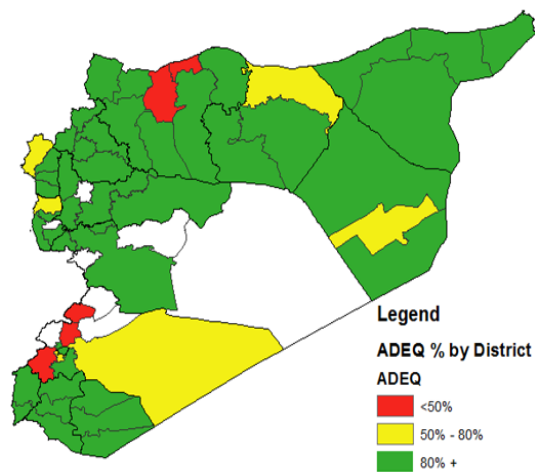 Legend
ADEQ % by District
ADEQ
<50%
50% - 80%
80% +